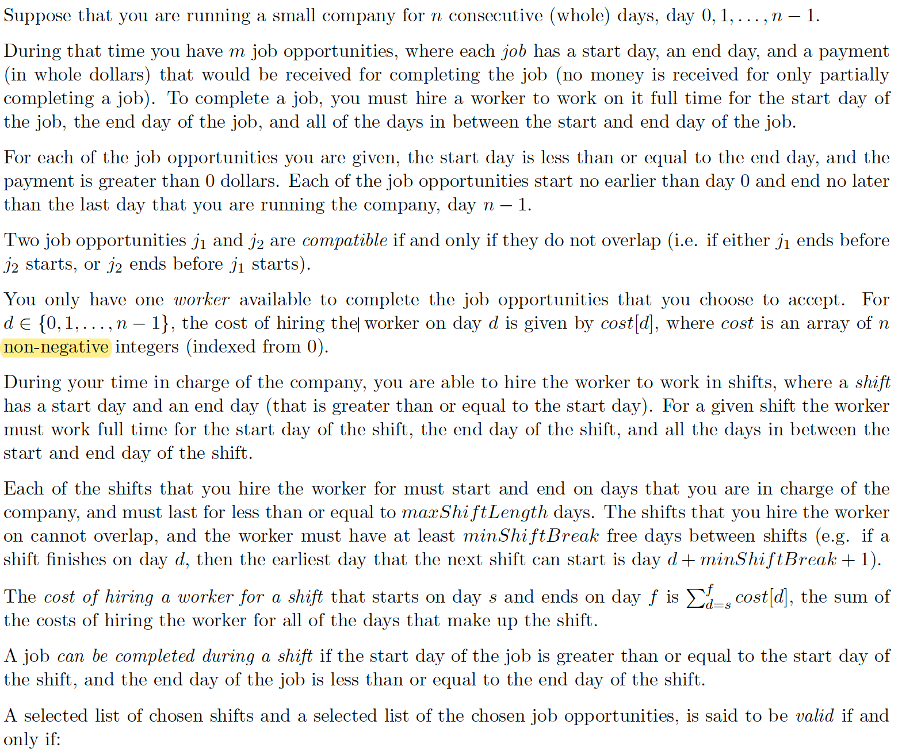 Suppose that you are running a small company for n consecutive (whole) days, day 0, 1, . . . , n − 1.
During that time you have m job opportunities, where each job has a start day, an end day, and a payment
(in whole dollars) that would be received for completing the job (no money is received for only partially
completing a job). To complete a job, you must hire a worker to work on it full time for the start day of
the job, the end day of the job, and all of the days in between the start and end day of the job.
For each of the job opportunities you are given, the start day is less than or equal to the end day, and the
payment is greater than 0 dollars. Each of the job opportunities start no earlier than day 0 and end no later
than the last day that you are running the company, day n − 1.
Two job opportunities j₁ and j₂ are compatible if and only if they do not overlap (i.e. if either j₁ ends before
j₂ starts, or j₂ ends before j₁ starts).
You only have one worker available to complete the job opportunities that you choose to accept. For
d ∈ {0, 1, . . . , n − 1}, the cost of hiring the worker on day d is given by cost[d], where cost is an array of n
non-negative integers (indexed from 0).
During your time in charge of the company, you are able to hire the worker to work in shifts, where a shift
has a start day and an end day (that is greater than or equal to the start day). For a given shift the worker
must work full time for the start day of the shift, the end day of the shift, and all the days in between the
start and end day of the shift.
Each of the shifts that you hire the worker for must start and end on days that you are in charge of the
company, and must last for less than or equal to maxShiftLength days. The shifts that you hire the worker
on cannot overlap, and the worker must have at least minShiftBreak free days between shifts (e.g. if a
shift finishes on day d, then the earliest day that the next shift can start is day d + minShiftBreak + 1).
The cost of hiring a worker for a shift that starts on day s and ends on day f is ∑_{d=s}^{f} cost[d], the sum of
the costs of hiring the worker for all of the days that make up the shift.
A job can be completed during a shift if the start day of the job is greater than or equal to the start day of
the shift, and the end day of the job is less than or equal to the end day of the shift.
A selected list of chosen shifts and a selected list of the chosen job opportunities, is said to be valid if and
only if: